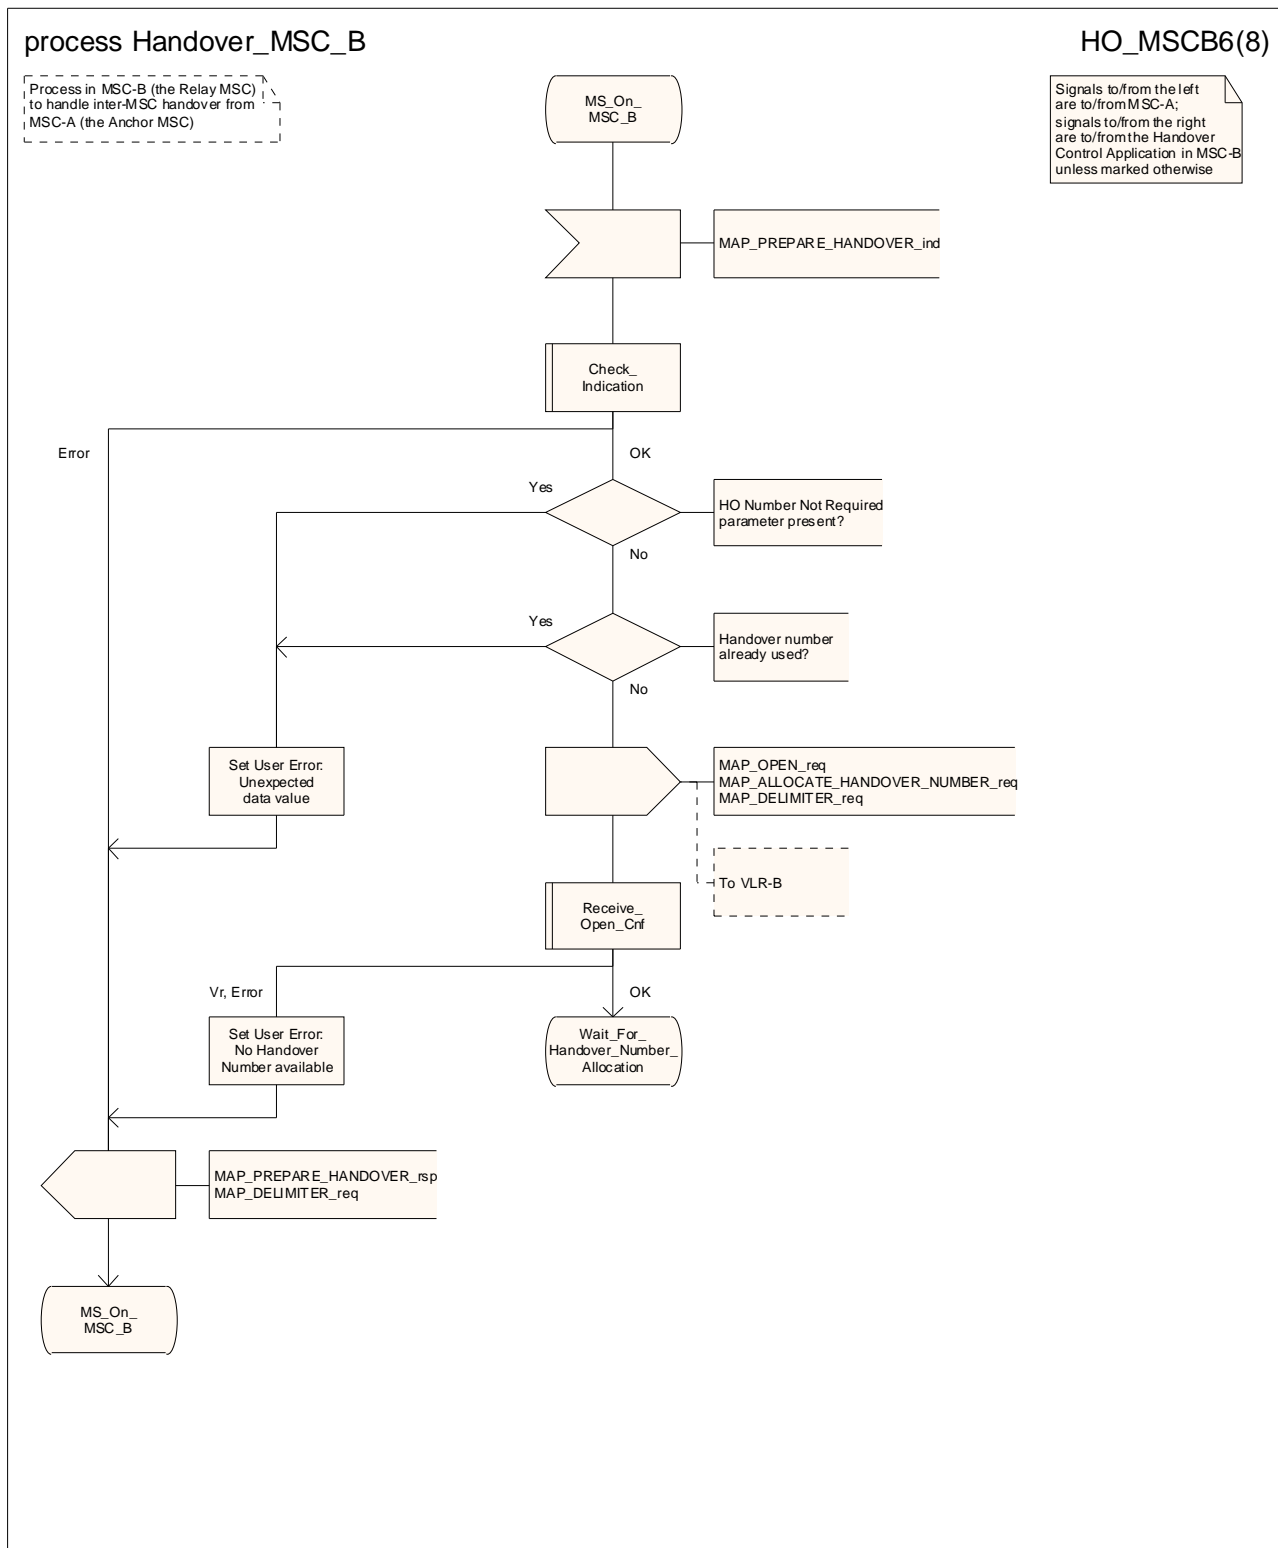 process Handover_MSC_B
HO_MSCB6(8)
Process in MSC-B (the Relay MSC)
to handle inter-MSC handover from
MSC-A (the Anchor MSC)
MS_On_
MSC_B
Signals to/from the left
are to/from MSC-A;
signals to/from the right
are to/from the Handover
Control Application in MSC-B
unless marked otherwise
MAP_PREPARE_HANDOVER_ind
Check_
Indication
Error
OK
Yes
HO Number Not Required
parameter present?
No
Yes
Handover number
already used?
No
Set User Error:
Unexpected
data value
MAP_OPEN_req
MAP_ALLOCATE_HANDOVER_NUMBER_req
MAP_DELIMITER_req
To VLR-B
Receive_
Open_Cnf
Vr, Error
OK
Set User Error:
No Handover
Number available
Wait_For_
Handover_Number_
Allocation
MAP_PREPARE_HANDOVER_rsp
MAP_DELIMITER_req
MS_On_
MSC_B